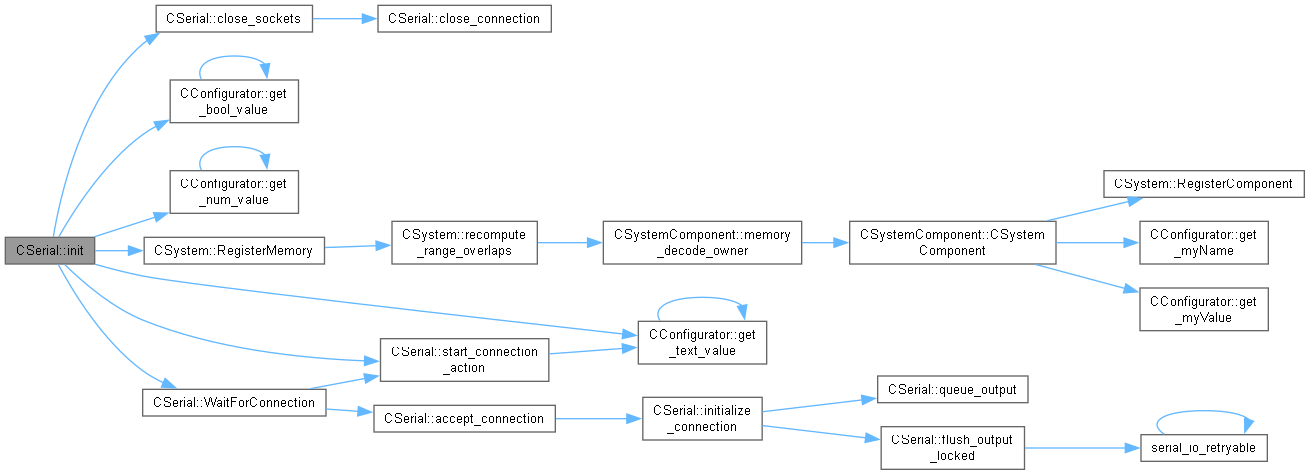 CSerial::close_sockets
CSerial::close_connection
CConfigurator::get
_bool_value
CConfigurator::get
_num_value
CSystem::RegisterComponent
CSerial::init
CSystem::RegisterMemory
CSystem::recompute
_range_overlaps
CSystemComponent::memory
_decode_owner
CSystemComponent::CSystem
Component
CConfigurator::get
_myName
CConfigurator::get
_myValue
CConfigurator::get
_text_value
CSerial::start_connection
_action
CSerial::WaitForConnection
CSerial::accept_connection
CSerial::initialize
_connection
CSerial::queue_output
CSerial::flush_output
_locked
serial_io_retryable